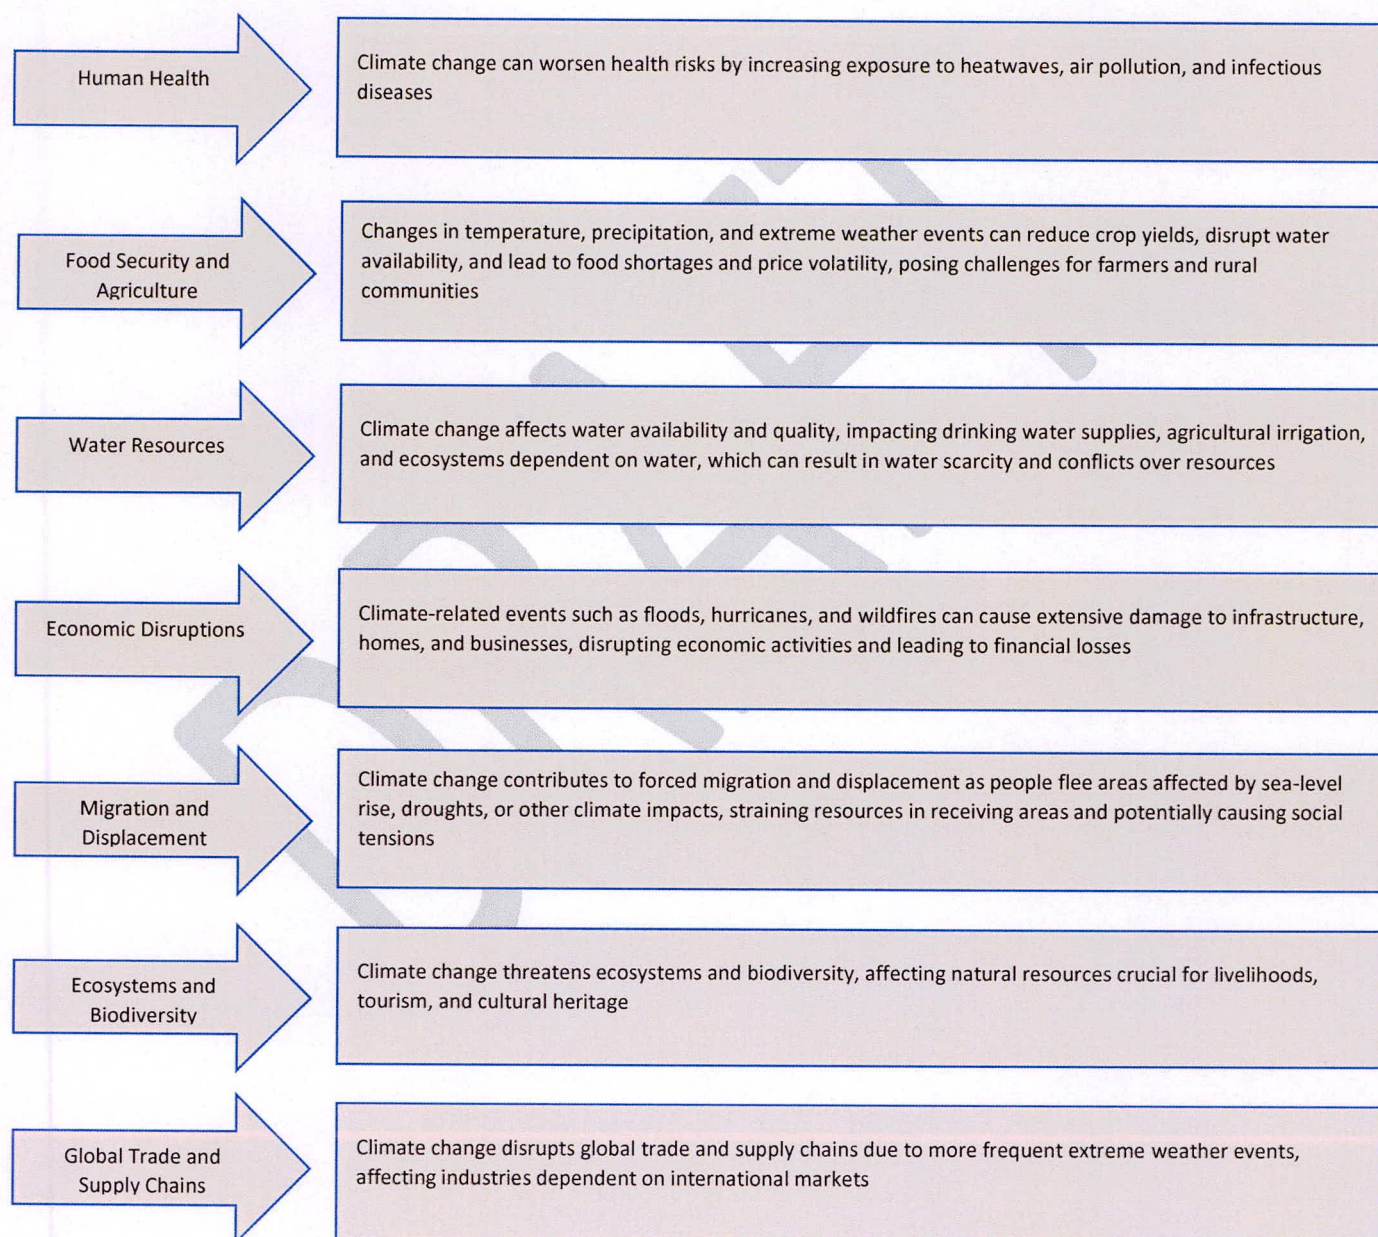 Human Health
Climate change can worsen health risks by increasing exposure to heatwaves, air pollution, and infectious
diseases
Food Security and
Agriculture
Changes in temperature, precipitation, and extreme weather events can reduce crop yields, disrupt water
availability, and lead to food shortages and price volatility, posing challenges for farmers and rural
communities
Water Resources
Climate change affects water availability and quality, impacting drinking water supplies, agricultural irrigation,
and ecosystems dependent on water, which can result in water scarcity and conflicts over resources
Economic Disruptions
Climate-related events such as floods, hurricanes, and wildfires can cause extensive damage to infrastructure,
homes, and businesses, disrupting economic activities and leading to financial losses
Migration and
Displacement
Climate change contributes to forced migration and displacement as people flee areas affected by sea-level
rise, droughts, or other climate impacts, straining resources in receiving areas and potentially causing social
tensions
Ecosystems and
Biodiversity
Climate change threatens ecosystems and biodiversity, affecting natural resources crucial for livelihoods,
tourism, and cultural heritage
Global Trade and
Supply Chains
Climate change disrupts global trade and supply chains due to more frequent extreme weather events,
affecting industries dependent on international markets
DRAFT